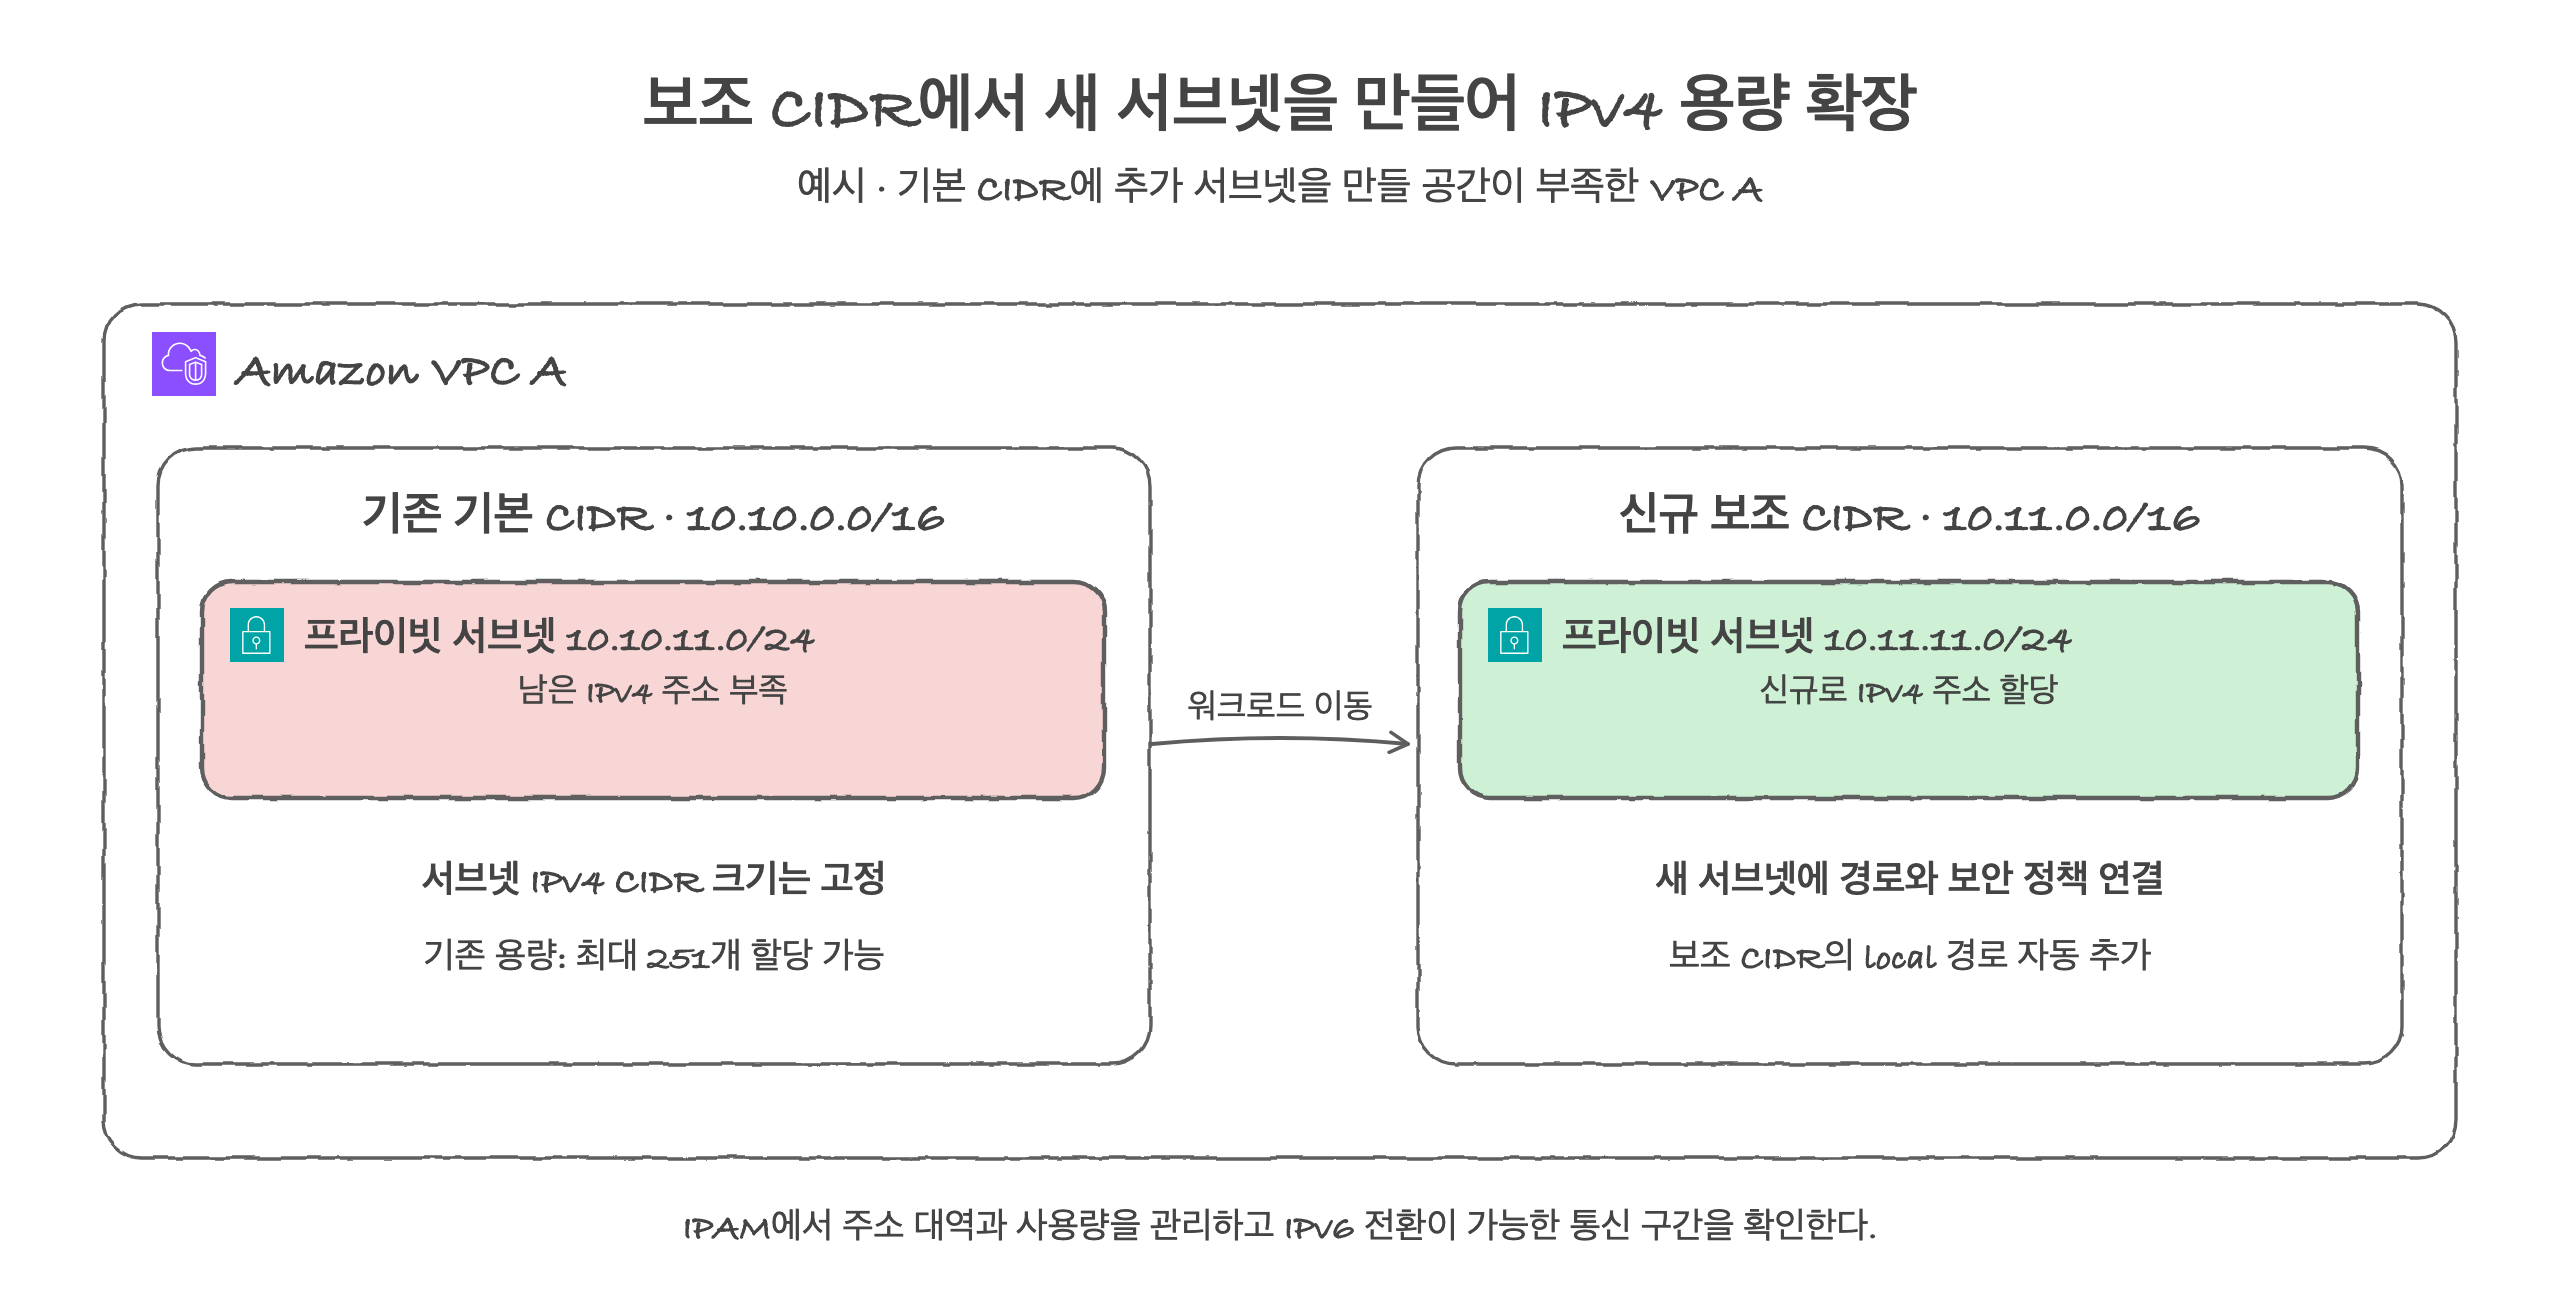 보조 CIDR에서 새 서브넷을 만들어 IPv4 용량 확장
예시 · 기본 CIDR에 추가 서브넷을 만들 공간이 부족한 VPC A
Amazon VPC A
기존 기본 CIDR · 10.10.0.0/16
프라이빗 서브넷 10.10.11.0/24
남은 IPv4 주소 부족
서브넷 IPv4 CIDR 크기는 고정
기존 용량: 최대 251개 할당 가능
워크로드 이동
신규 보조 CIDR · 10.11.0.0/16
프라이빗 서브넷 10.11.11.0/24
신규로 IPv4 주소 할당
새 서브넷에 경로와 보안 정책 연결
보조 CIDR의 local 경로 자동 추가
IPAM에서 주소 대역과 사용량을 관리하고 IPv6 전환이 가능한 통신 구간을 확인한다.